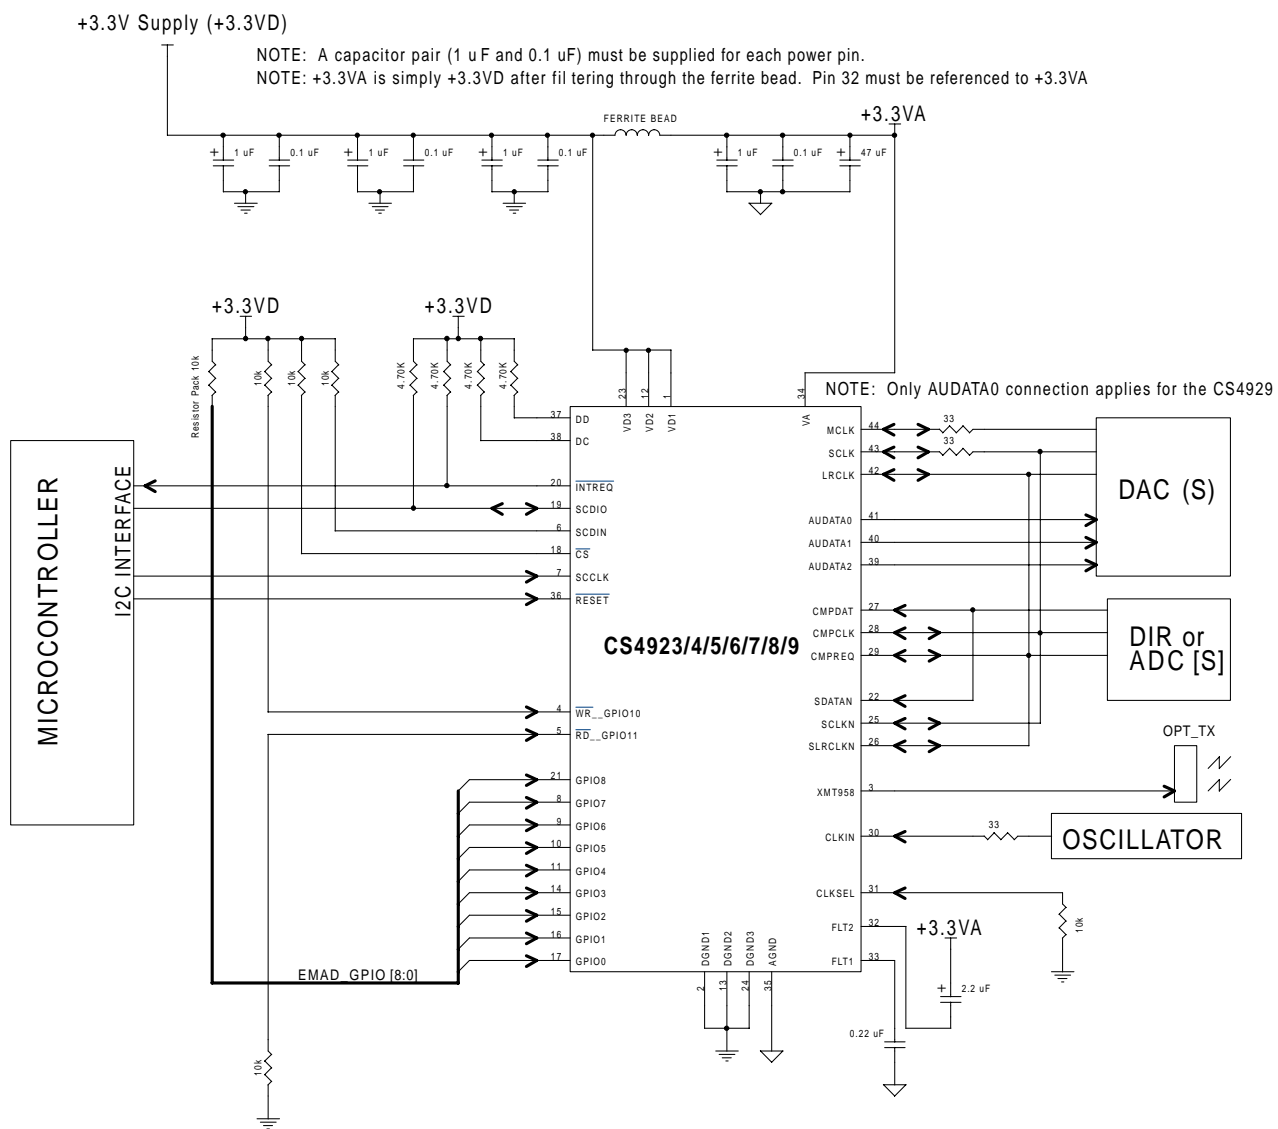 +3.3V Supply (+3.3VD)
NOTE: A capacitor pair (1 uF and 0.1 uF) must be supplied for each power pin.
NOTE: +3.3VA is simply +3.3VD after fil tering through the ferrite bead. Pin 32 must be referenced to +3.3VA
FERRITE BEAD
+3.3VA
+ 1 uF
0.1 uF
+ 1 uF
0.1 uF
+ 1 uF
0.1 uF
+ 1 uF
0.1 uF
+ 47 uF
+3.3VD
+3.3VD
Resistor Pack 10k
10k
10k
10k
4.70K
4.70K
4.70K
4.70K
23
12
1
34
VD3
VD2
VD1
VA
NOTE: Only AUDATA0 connection applies for the CS4929
MICROCONTROLLER
I2C INTERFACE
37 DD
38 DC
20 INTREQ
19 SCDIO
6 SCDIN
18 CS
7 SCCLK
36 RESET
CS4923/4/5/6/7/8/9
4 WR__GPIO10
5 RD__GPIO11
21 GPIO8
8 GPIO7
9 GPIO6
10 GPIO5
11 GPIO4
14 GPIO3
15 GPIO2
16 GPIO1
17 GPIO0
EMAD_GPIO [8:0]
10k
MCLK 44 33
SCLK 43 33
LRCLK 42
AUDATA0 41
AUDATA1 40
AUDATA2 39
DAC (S)
CMPDAT 27
CMPCLK 28
CMPREQ 29
DIR or
ADC [S]
SDATAN 22
SCLKN 25
SLRCLKN 26
OPT_TX
XMT958 3
CLKIN 30 33
OSCILLATOR
CLKSEL 31
10k
FLT2 32
+3.3VA
FLT1 33
+ 2.2 uF
0.22 uF
DGND1
DGND2
DGND3
AGND
2
13
24
35